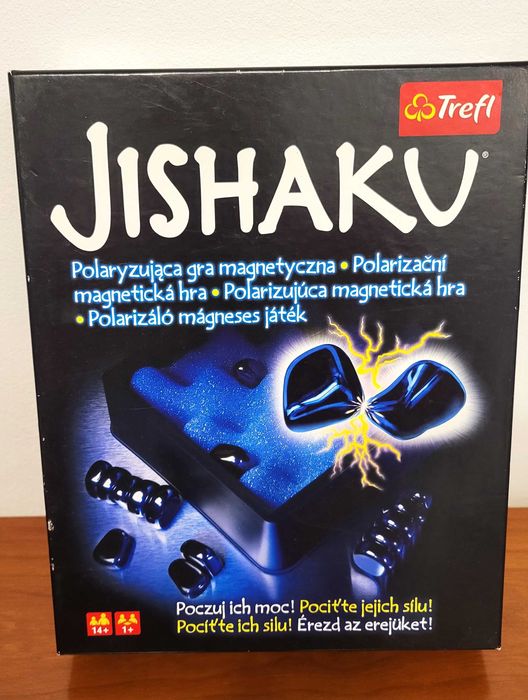 Trefl
JISHAKU®
Polaryzująca gra magnetyczna • Polarizační
magnetická hra • Polarizujúca magnetická hra
• Polarizáló mágneses játék
Poczuj ich moc! Pociťte jejich sílu!
Pocíťte ich silu! Érezd az erejüket!
14+ 1+